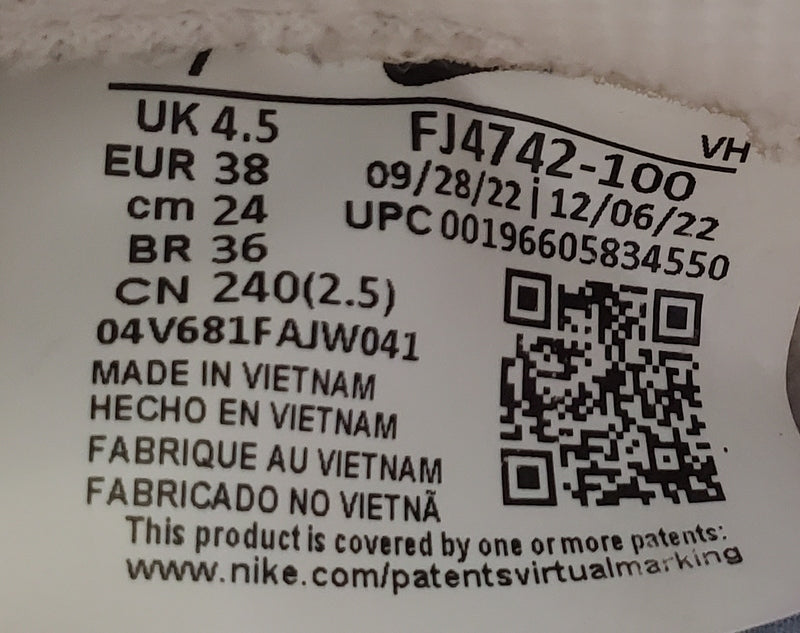 UK 4.5
EUR 38
cm 24
BR 36
CN 240(2.5)
04V681FAJW041
MADE IN VIETNAM
HECHO EN VIETNAM
FABRIQUE AU VIETNAM
FABRICADO NO VIETNÃ
VH
FJ4742-100
09/28/22 | 12/06/22
UPC 00196605834550
This product is covered by one or more patents:
www.nike.com/patentsvirtualmarking